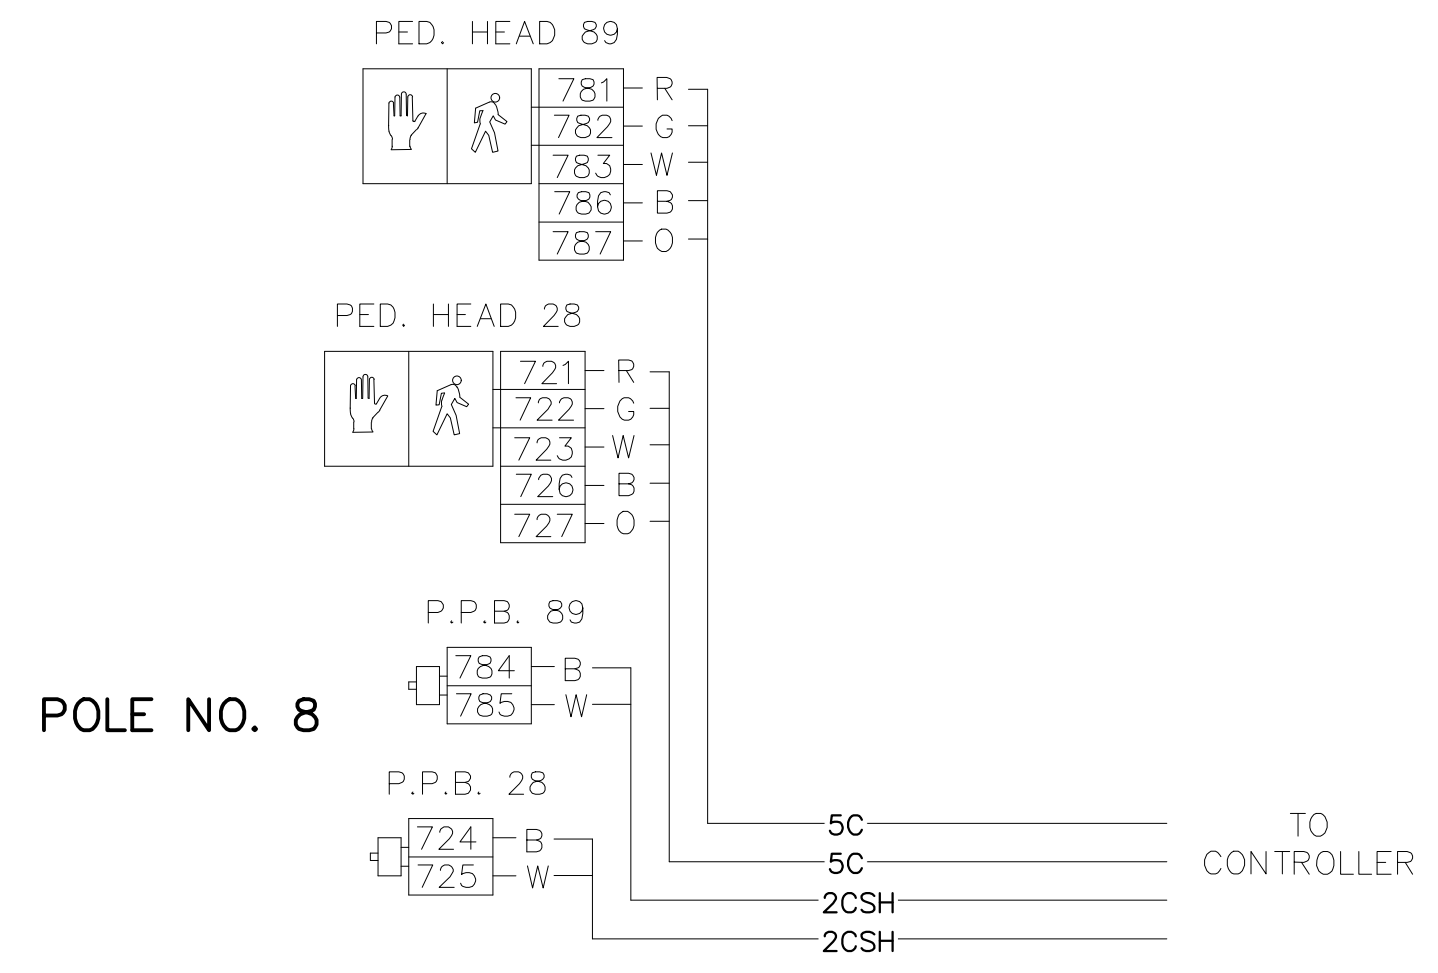 PED. HEAD 89
781 R
782 G
783 W
786 B
787 O
PED. HEAD 28
721 R
722 G
723 W
726 B
727 O
P.P.B. 89
784 B
785 W
POLE NO. 8
P.P.B. 28
724 B
725 W
5C
5C
2CSH
2CSH
TO
CONTROLLER